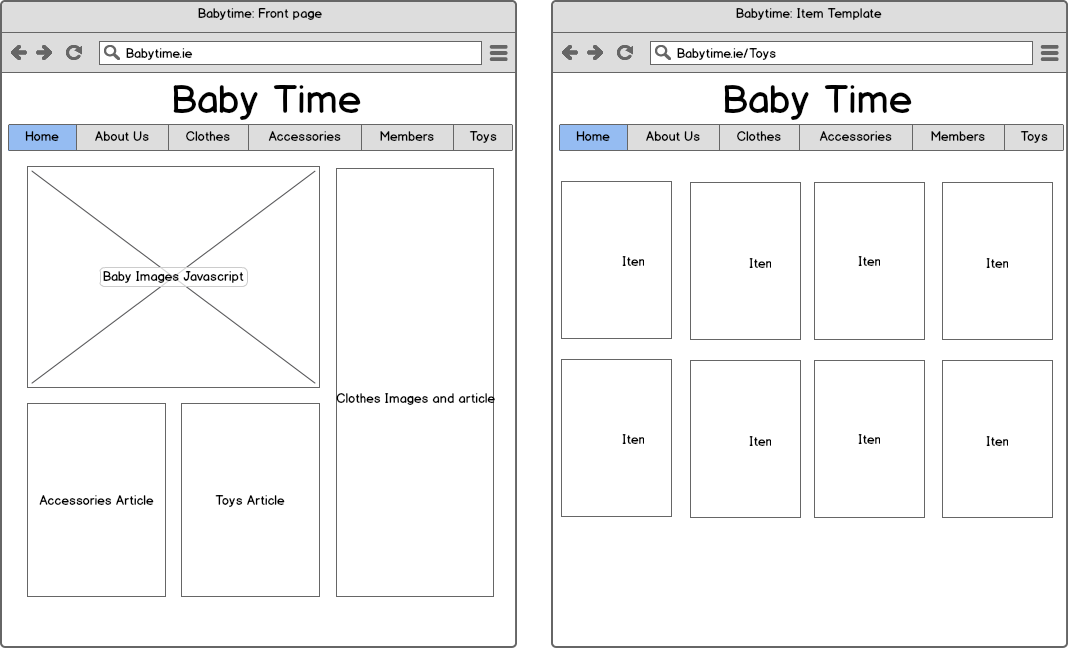 Babytime: Front page
Babytime.ie
Baby Time
Home About Us Clothes Accessories Members Toys
Baby Images Javascript
Clothes Images and article
Accessories Article Toys Article
Babytime: Item Template
Babytime.ie/Toys
Baby Time
Home About Us Clothes Accessories Members Toys
Iten Iten Iten Iten
Iten Iten Iten Iten